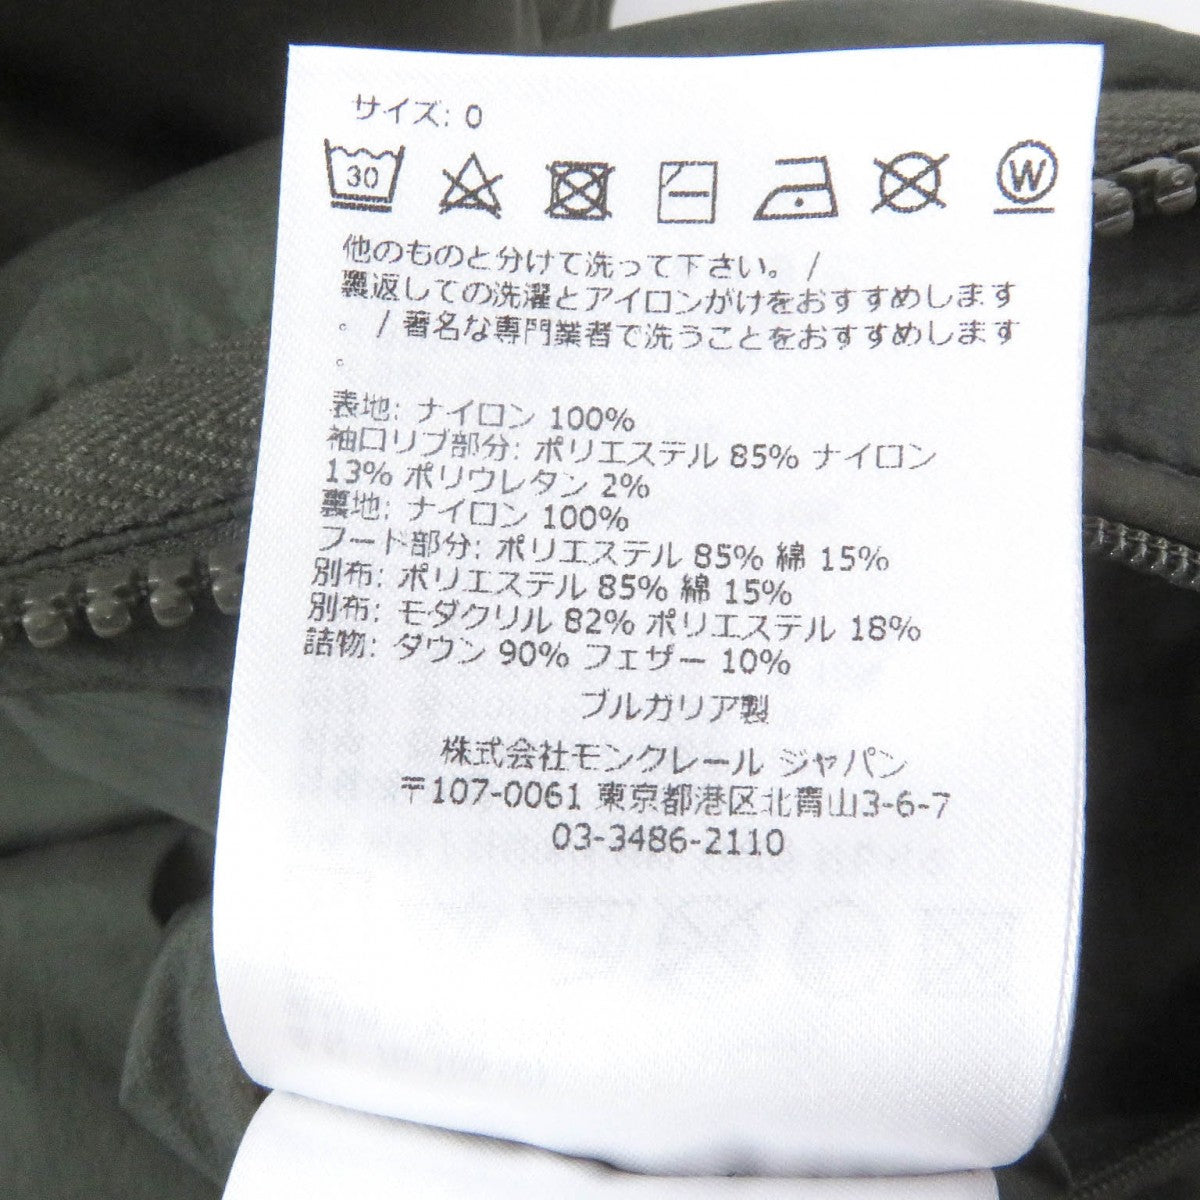 サイズ: 0
30
W
他のものと分けて洗って下さい。 /
裏返しての洗濯とアイロンがけをおすすめします
。 / 著名な専門業者で洗うことをおすすめします
。
表地: ナイロン 100%
袖口リブ部分: ポリエステル 85% ナイロン
13% ポリウレタン 2%
裏地: ナイロン 100%
フード部分: ポリエステル 85% 綿 15%
別布: ポリエステル 85% 綿 15%
別布: モダクリル 82% ポリエステル 18%
詰物: ダウン 90% フェザー 10%
ブルガリア製
株式会社モンクレール ジャパン
〒107-0061 東京都港区北青山3-6-7
03-3486-2110